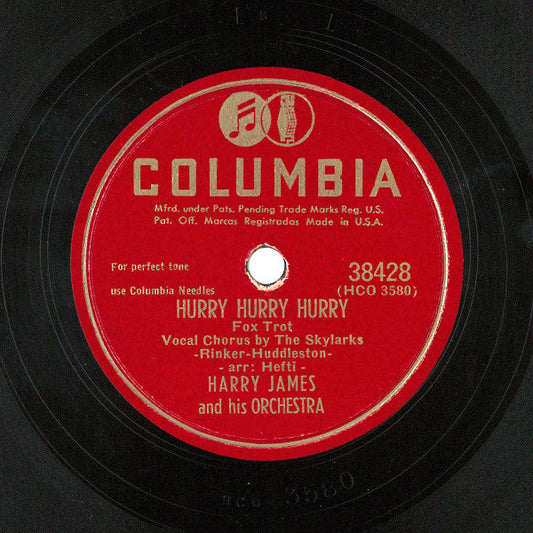 COLUMBIA
Mfrd. under Pats. Pending Trade Marks Reg. U.S.
Pat. Off. Marcas Registradas Made in U.S.A.
For perfect tone
use Columbia Needles
38428
(HCO 3580)
HURRY HURRY HURRY
Fox Trot
Vocal Chorus by The Skylarks
-Rinker-Huddleston-
- arr: Hefti -
HARRY JAMES
and his ORCHESTRA
HCO 3580